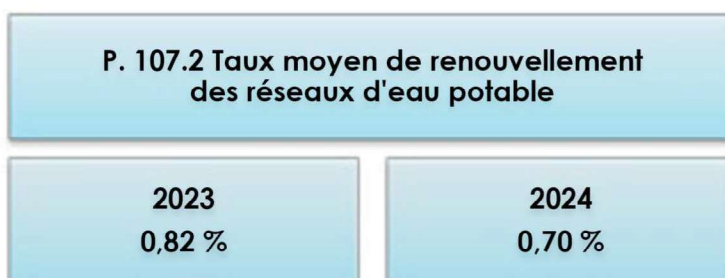 P. 107.2 Taux moyen de renouvellement
des réseaux d'eau potable
2023
0,82 %
2024
0,70 %